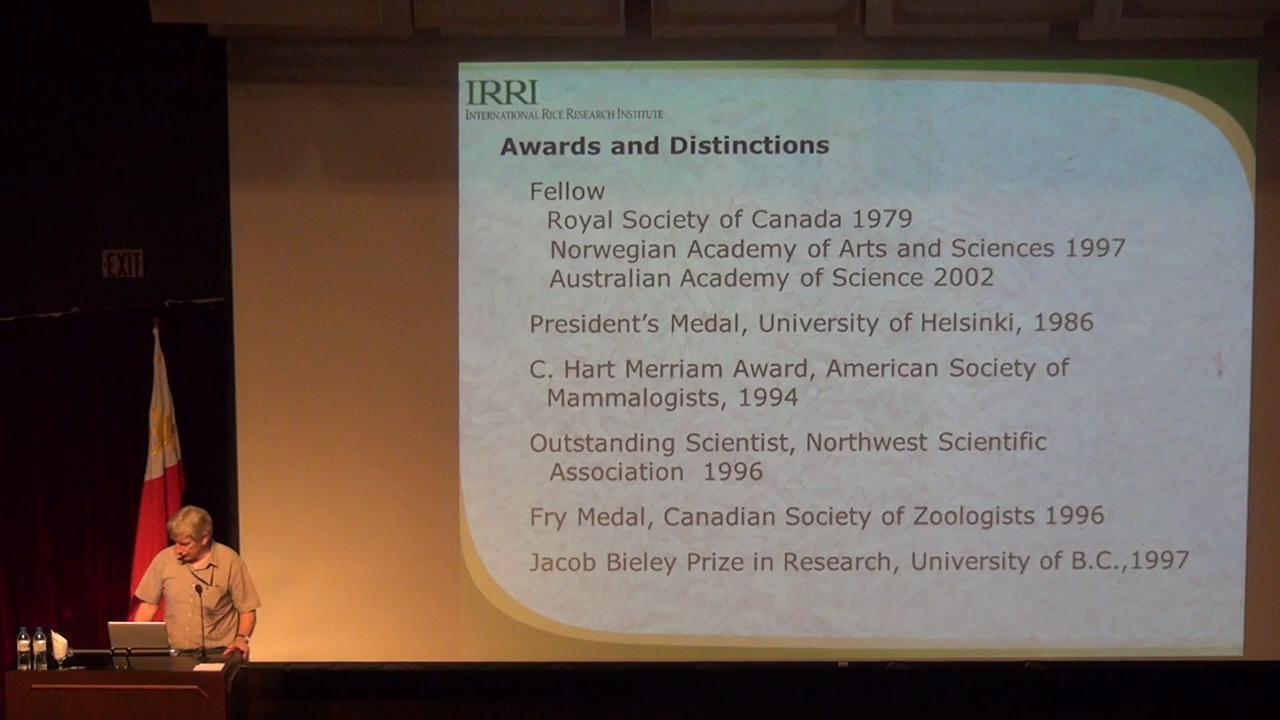 IRRI
INTERNATIONAL RICE RESEARCH INSTITUTE
Awards and Distinctions
Fellow
Royal Society of Canada 1979
Norwegian Academy of Arts and Sciences 1997
Australian Academy of Science 2002
President's Medal, University of Helsinki, 1986
C. Hart Merriam Award, American Society of
Mammalogists, 1994
Outstanding Scientist, Northwest Scientific
Association 1996
Fry Medal, Canadian Society of Zoologists 1996
Jacob Bieley Prize in Research, University of B.C.,1997
EXIT